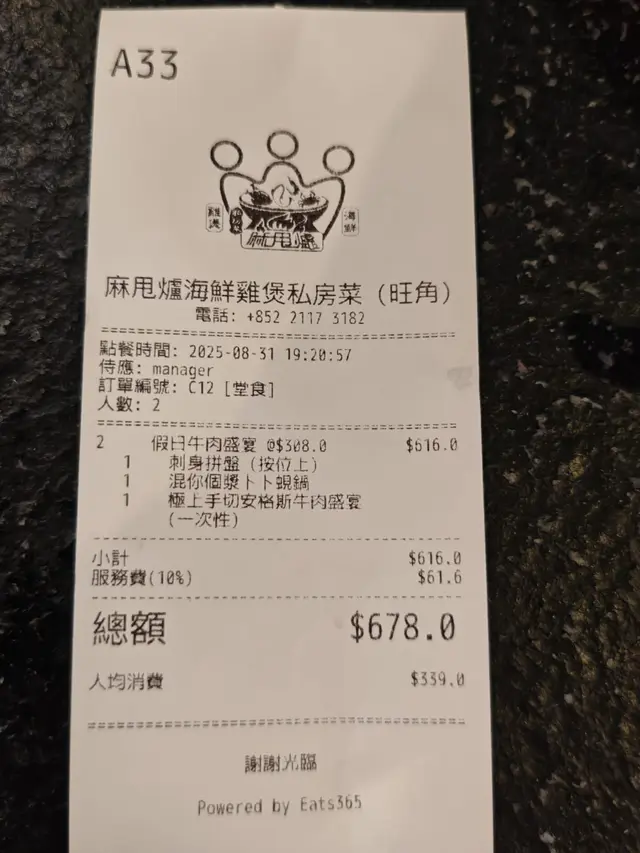 A33
雞煲
海鮮
麻甩爐
麻甩爐海鮮雞煲私房菜 (旺角)
電話: +852 2117 3182
點餐時間: 2025-08-31 19:20:57
侍應: manager
訂單編號: C12 [堂食]
人數: 2
2 假日牛肉盛宴 @$308.0 $616.0
1 刺身拼盤 (按位上)
1 混你個漿卜卜蜆鍋
1 極上手切安格斯牛肉盛宴
(一次性)
小計 $616.0
服務費(10%) $61.6
總額 $678.0
人均消費 $339.0
謝謝光臨
Powered by Eats365